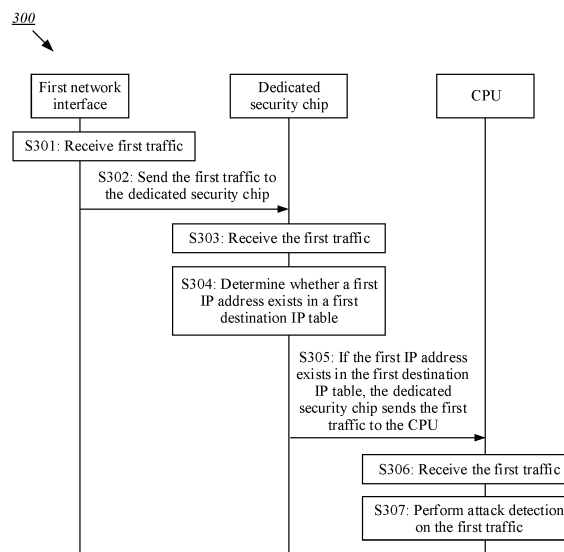 300
First network
interface
Dedicated
security chip
CPU
S301: Receive first traffic
S302: Send the first traffic to
the dedicated security chip
S303: Receive the first traffic
S304: Determine whether a first
IP address exists in a first
destination IP table
S305: If the first IP address
exists in the first destination
IP table, the dedicated
security chip sends the first
traffic to the CPU
S306: Receive the first traffic
S307: Perform attack detection
on the first traffic